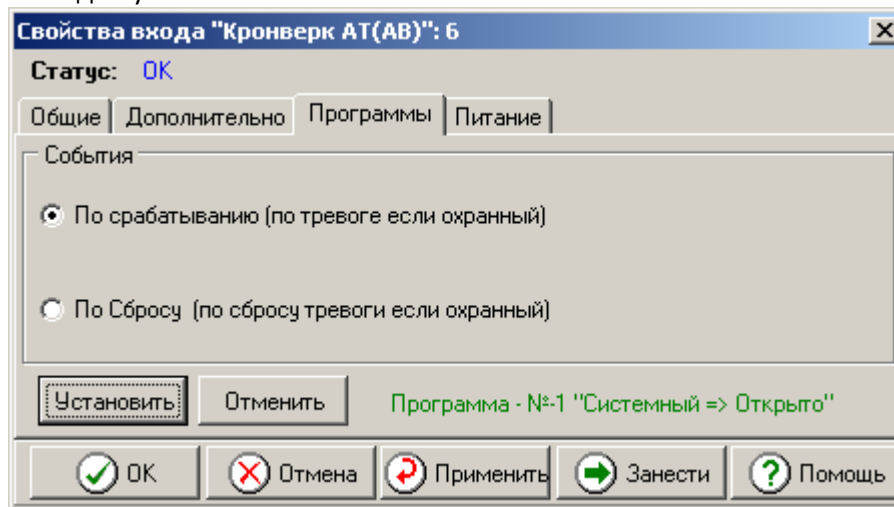 Свойства входа "Кронверк АТ(АВ)": 6
Статус: OK
Общие Дополнительно Программы Питание
События
По срабатыванию (по тревоге если охранный)
По Сбросу (по сбросу тревоги если охранный)
Установить Отменить Программа - №-1 "Системный => Открыто"
OK Отмена Применить Занести Помощь